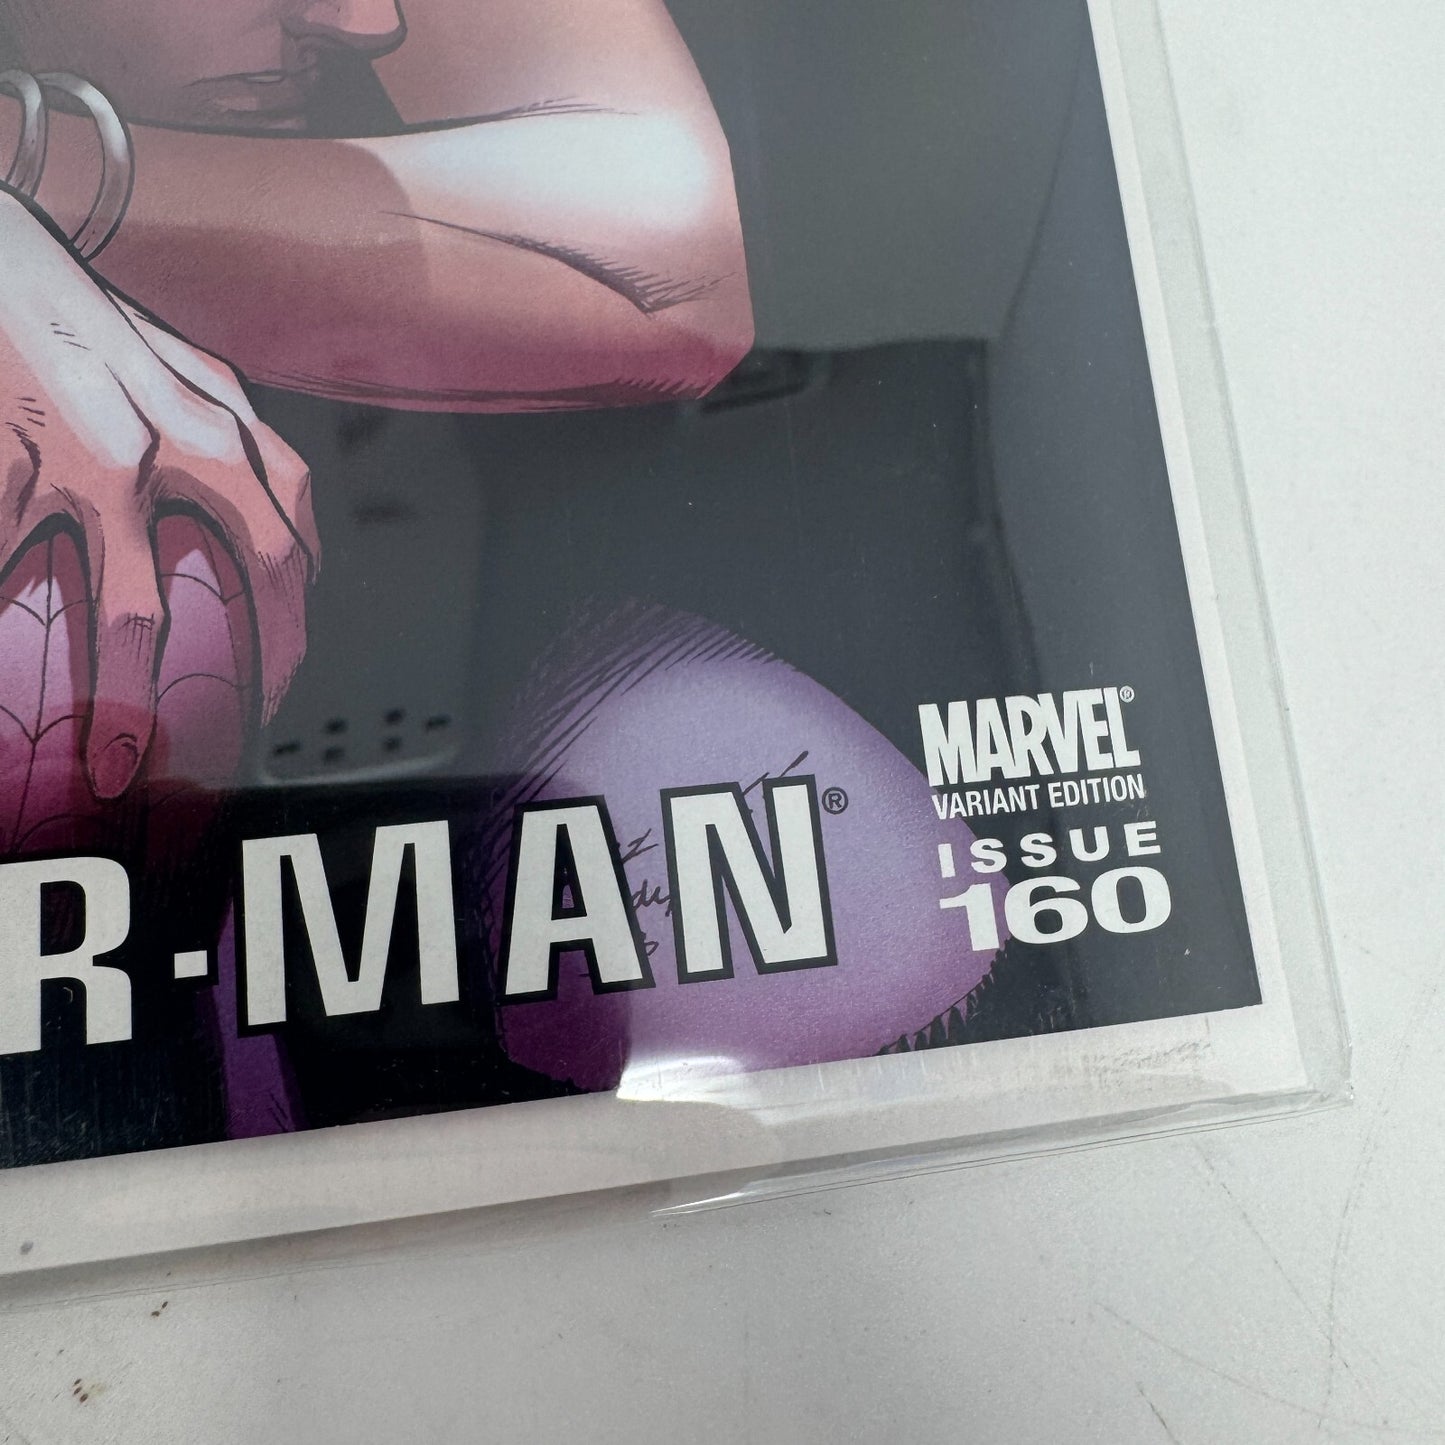 MARVEL®
VARIANT EDITION
ISSUE
160
R-MAN®